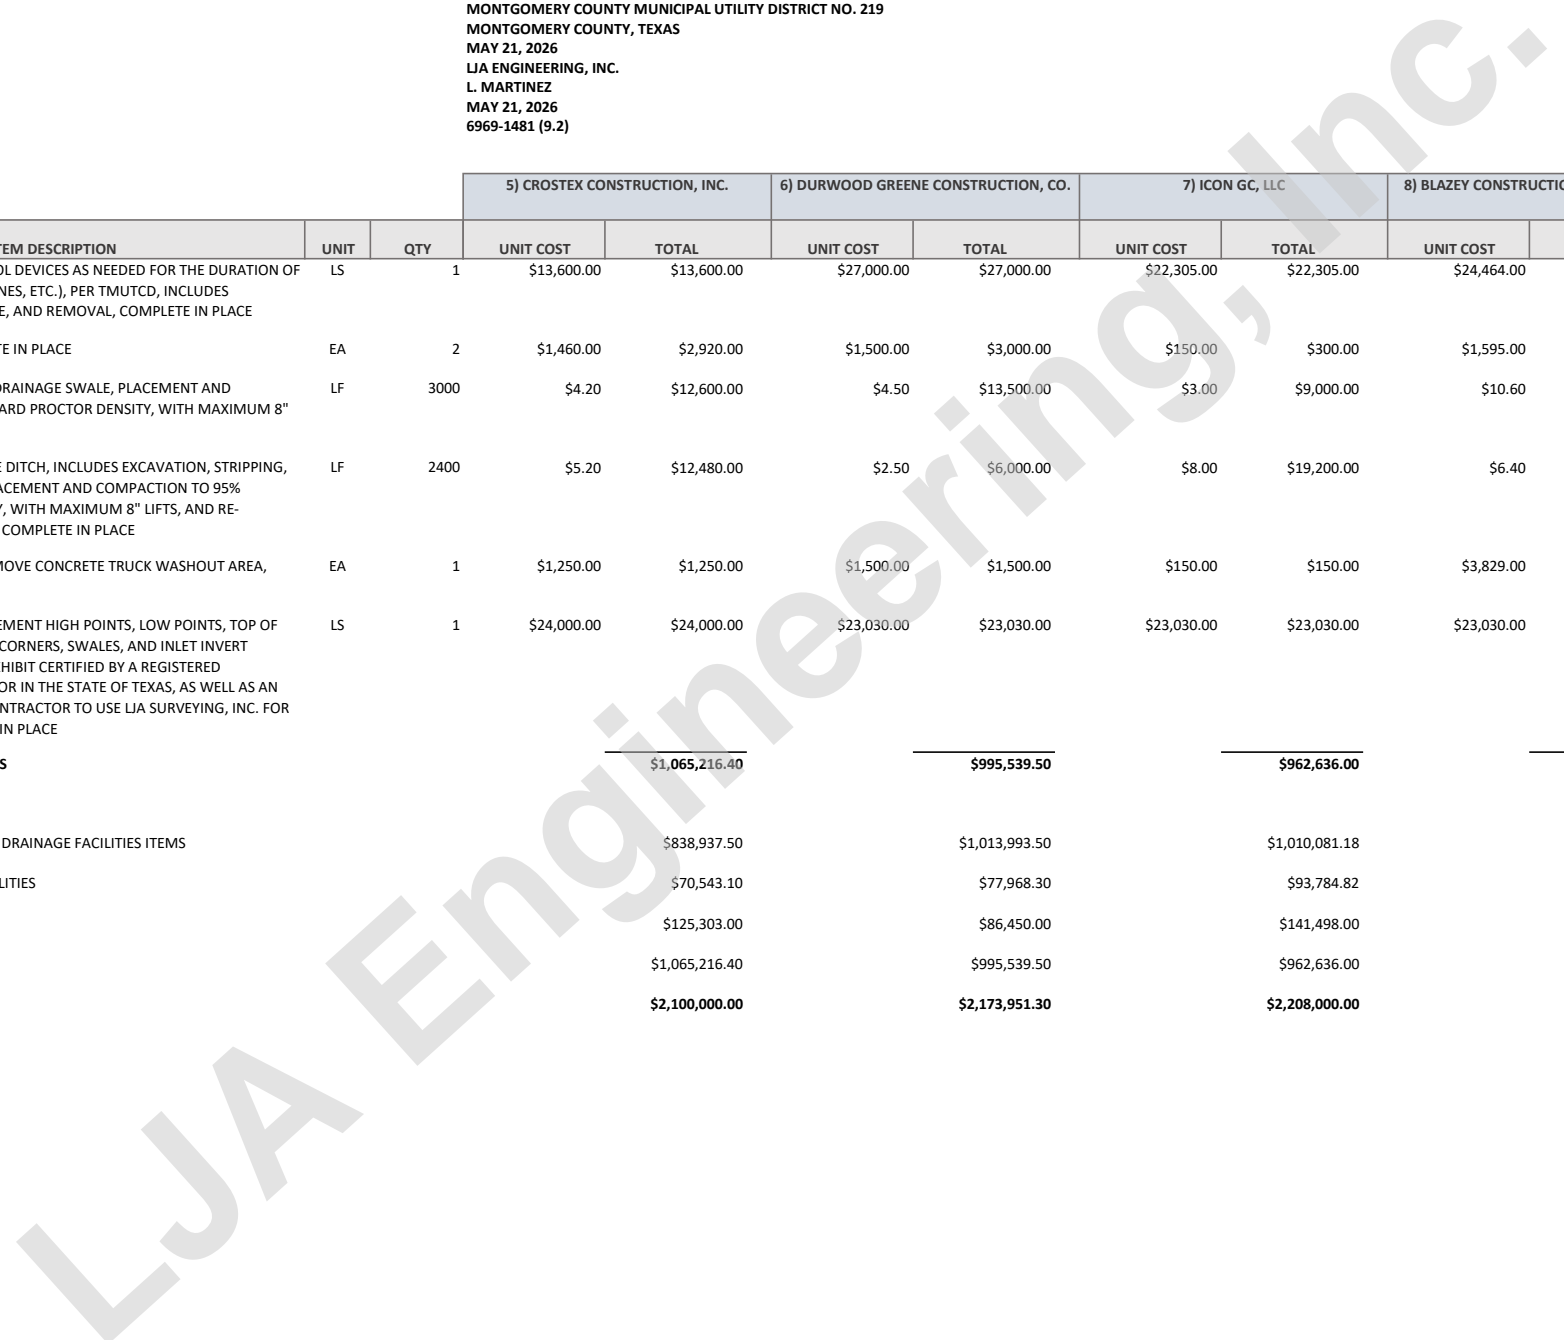 MONTGOMERY COUNTY MUNICIPAL UTILITY DISTRICT NO. 219
MONTGOMERY COUNTY, TEXAS
MAY 21, 2026
LJA ENGINEERING, INC.
L. MARTINEZ
MAY 21, 2026
6969-1481 (9.2)
5) CROSTEX CONSTRUCTION, INC. 6) DURWOOD GREENE CONSTRUCTION, CO. 7) ICON GC, LLC 8) BLAZEY CONSTRUCTIO
TEM DESCRIPTION UNIT QTY UNIT COST TOTAL UNIT COST TOTAL UNIT COST TOTAL UNIT COST
OL DEVICES AS NEEDED FOR THE DURATION OF LS 1 $13,600.00 $13,600.00 $27,000.00 $27,000.00 $22,305.00 $22,305.00 $24,464.00
NES, ETC.), PER TMUTCD, INCLUDES
E, AND REMOVAL, COMPLETE IN PLACE
TE IN PLACE EA 2 $1,460.00 $2,920.00 $1,500.00 $3,000.00 $150.00 $300.00 $1,595.00
DRAINAGE SWALE, PLACEMENT AND LF 3000 $4.20 $12,600.00 $4.50 $13,500.00 $3.00 $9,000.00 $10.60
ARD PROCTOR DENSITY, WITH MAXIMUM 8"
E DITCH, INCLUDES EXCAVATION, STRIPPING, LF 2400 $5.20 $12,480.00 $2.50 $6,000.00 $8.00 $19,200.00 $6.40
ACEMENT AND COMPACTION TO 95%
Y, WITH MAXIMUM 8" LIFTS, AND RE-
COMPLETE IN PLACE
MOVE CONCRETE TRUCK WASHOUT AREA, EA 1 $1,250.00 $1,250.00 $1,500.00 $1,500.00 $150.00 $150.00 $3,829.00
EMENT HIGH POINTS, LOW POINTS, TOP OF LS 1 $24,000.00 $24,000.00 $23,030.00 $23,030.00 $23,030.00 $23,030.00 $23,030.00
CORNERS, SWALES, AND INLET INVERT
XHIBIT CERTIFIED BY A REGISTERED
OR IN THE STATE OF TEXAS, AS WELL AS AN
NTRACTOR TO USE LJA SURVEYING, INC. FOR
IN PLACE
S $1,065,216.40 $995,539.50 $962,636.00
DRAINAGE FACILITIES ITEMS $838,937.50 $1,013,993.50 $1,010,081.18
LITIES $70,543.10 $77,968.30 $93,784.82
$125,303.00 $86,450.00 $141,498.00
$1,065,216.40 $995,539.50 $962,636.00
$2,100,000.00 $2,173,951.30 $2,208,000.00
LJA Engineering, Inc.